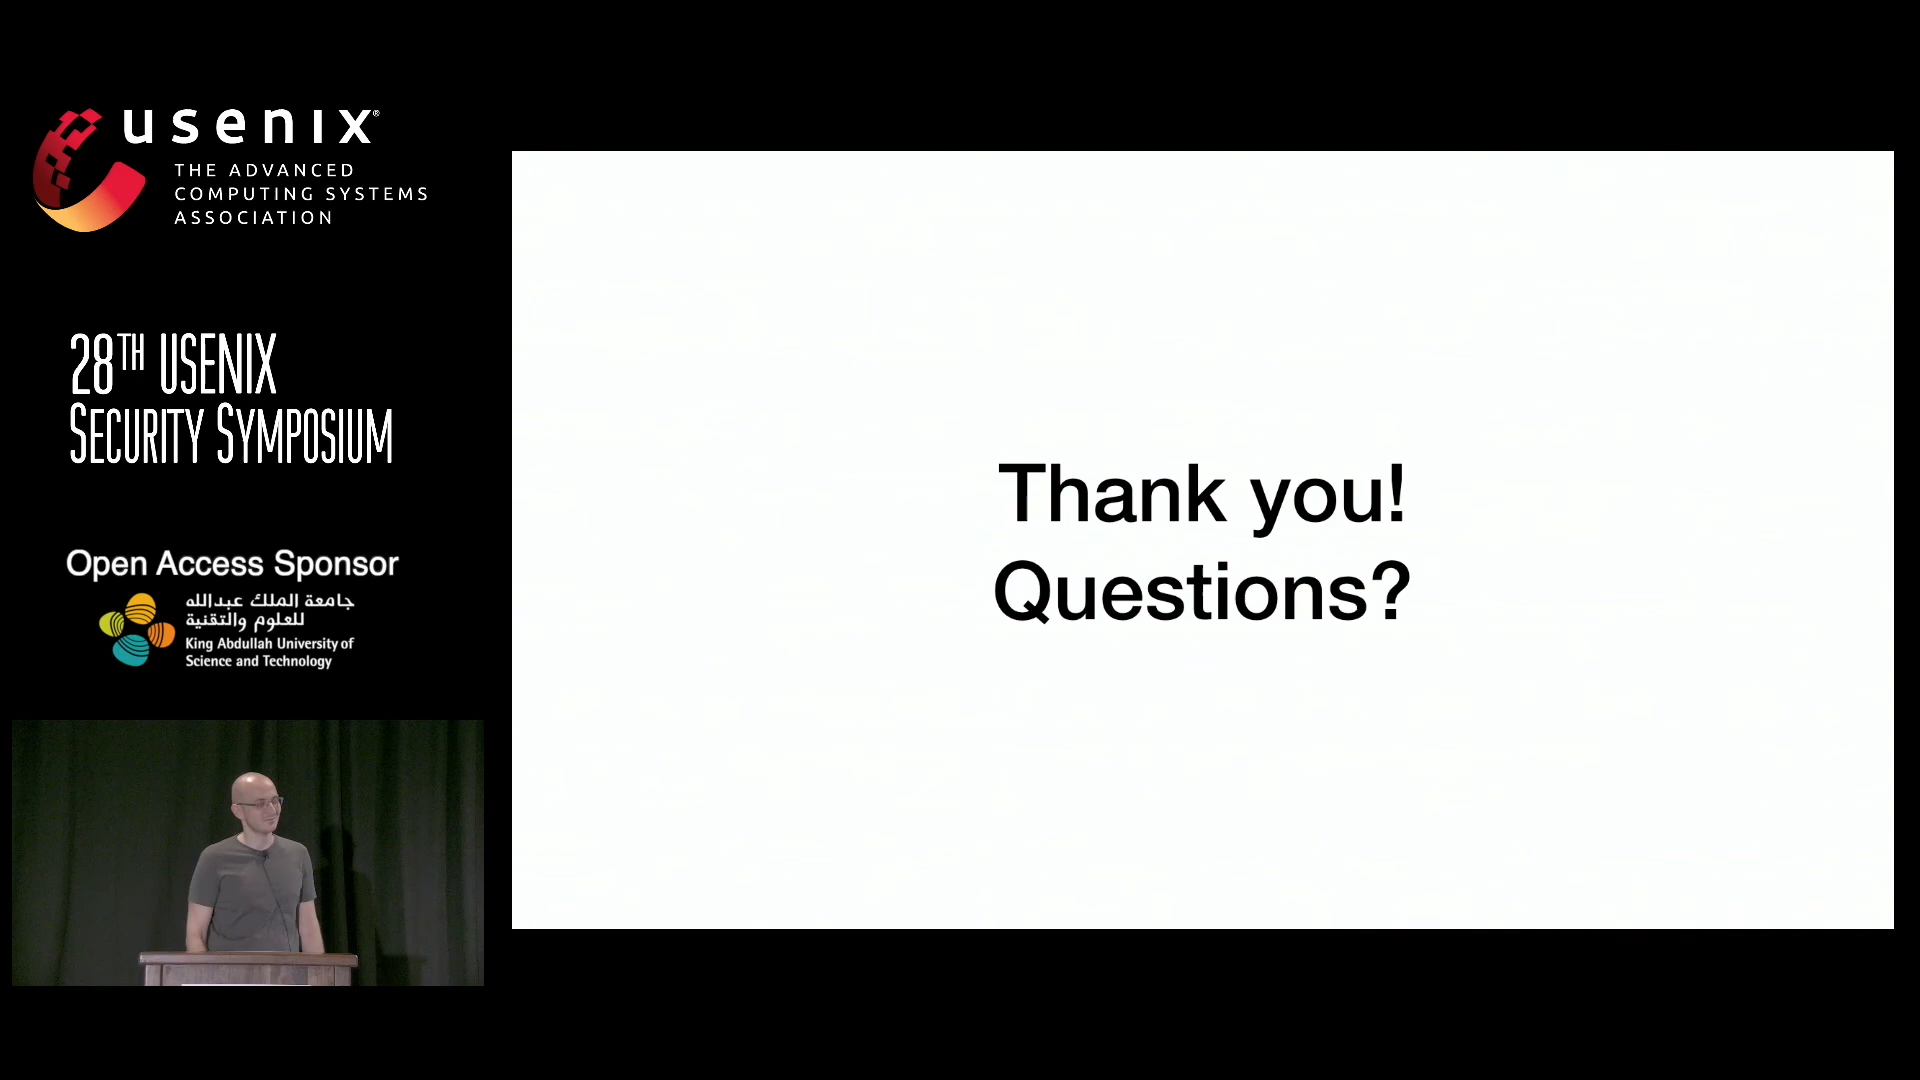 usenix®
THE ADVANCED
COMPUTING SYSTEMS
ASSOCIATION
28TH USENIX
SECURITY SYMPOSIUM
Open Access Sponsor
جامعة الملك عبدالله
للعلوم والتقنية
King Abdullah University of
Science and Technology
Thank you!
Questions?